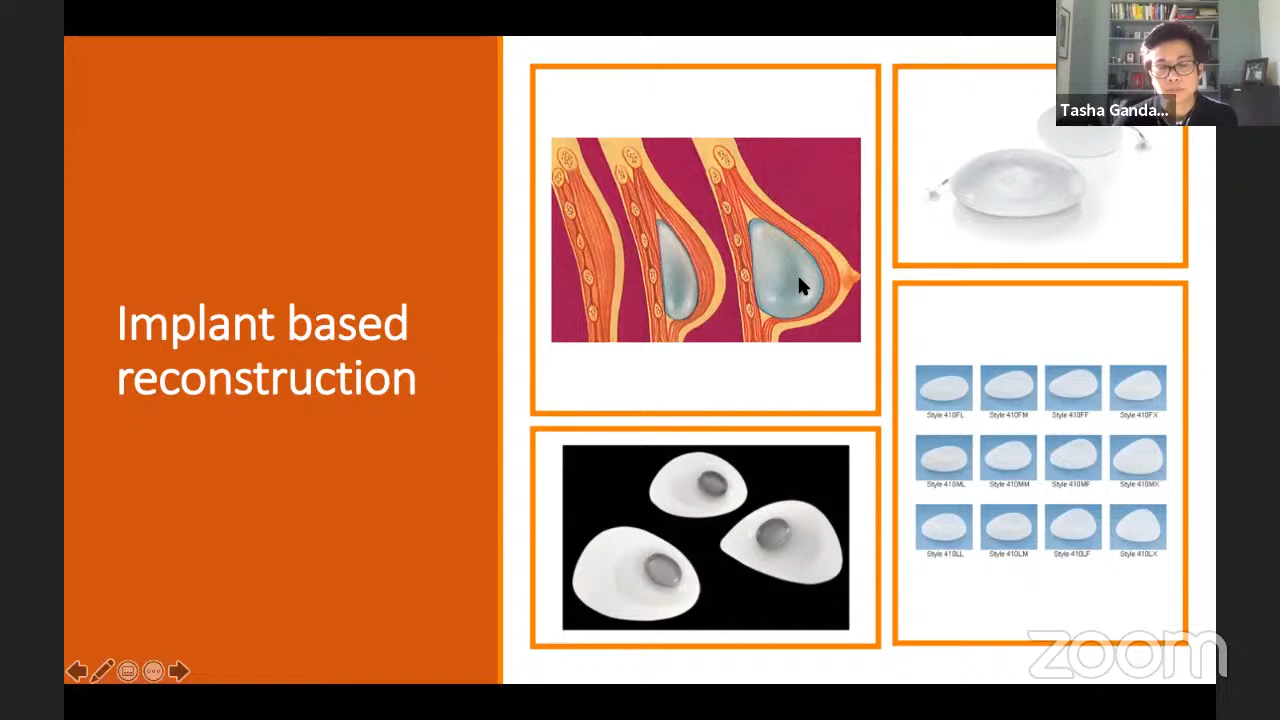 Implant based
reconstruction
Tasha Ganda...
Style 410FL
Style 410FM
Style 410FF
Style 410FX
Style 410ML
Style 410MM
Style 410MF
Style 410MX
Style 410LL
Style 410LM
Style 410LF
Style 410LX
zoom